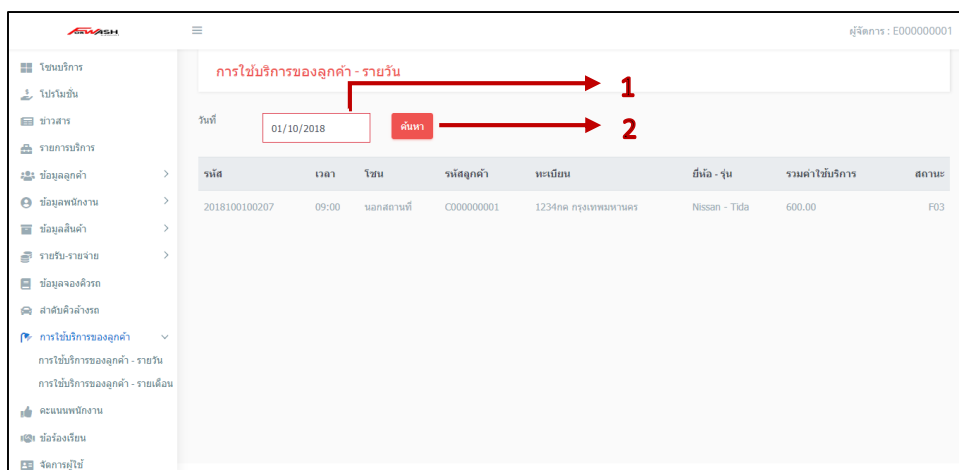 FORWASH
ผู้จัดการ : E000000001
โซนบริการ
โปรโมชั่น
ข่าวสาร
รายการบริการ
ข้อมูลลูกค้า
ข้อมูลพนักงาน
ข้อมูลสินค้า
รายรับ-รายจ่าย
ข้อมูลจองคิวรถ
ลำดับคิวล้างรถ
การใช้บริการของลูกค้า
การใช้บริการของลูกค้า - รายวัน
การใช้บริการของลูกค้า - รายเดือน
คะแนนพนักงาน
ข้อร้องเรียน
จัดการผู้ใช้
การใช้บริการของลูกค้า - รายวัน
1
วันที่ 01/10/2018 ค้นหา 2
รหัส เวลา โซน รหัสลูกค้า ทะเบียน ยี่ห้อ - รุ่น รวมค่าใช้บริการ สถานะ
2018100100207 09:00 นอกสถานที่ C000000001 1234กค กรุงเทพมหานคร Nissan - Tida 600.00 F03